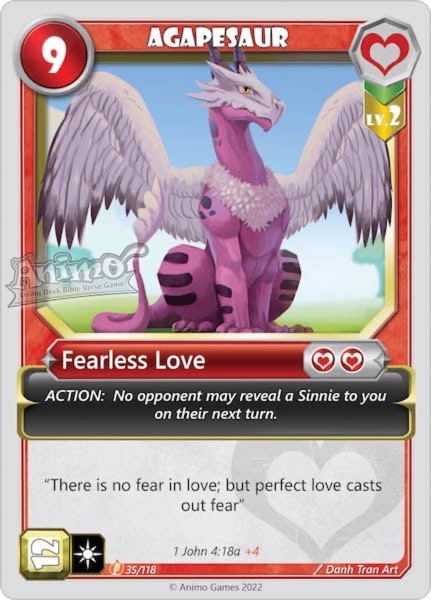 9
AGAPESAUR
LV.2
Animo
Living Deck Bible Verse Game
Fearless Love
ACTION: No opponent may reveal a Sinnie to you
on their next turn.
“There is no fear in love; but perfect love casts
out fear”
1 John 4:18a +4
12
35/118
Danh Tran Art
© Animo Games 2022